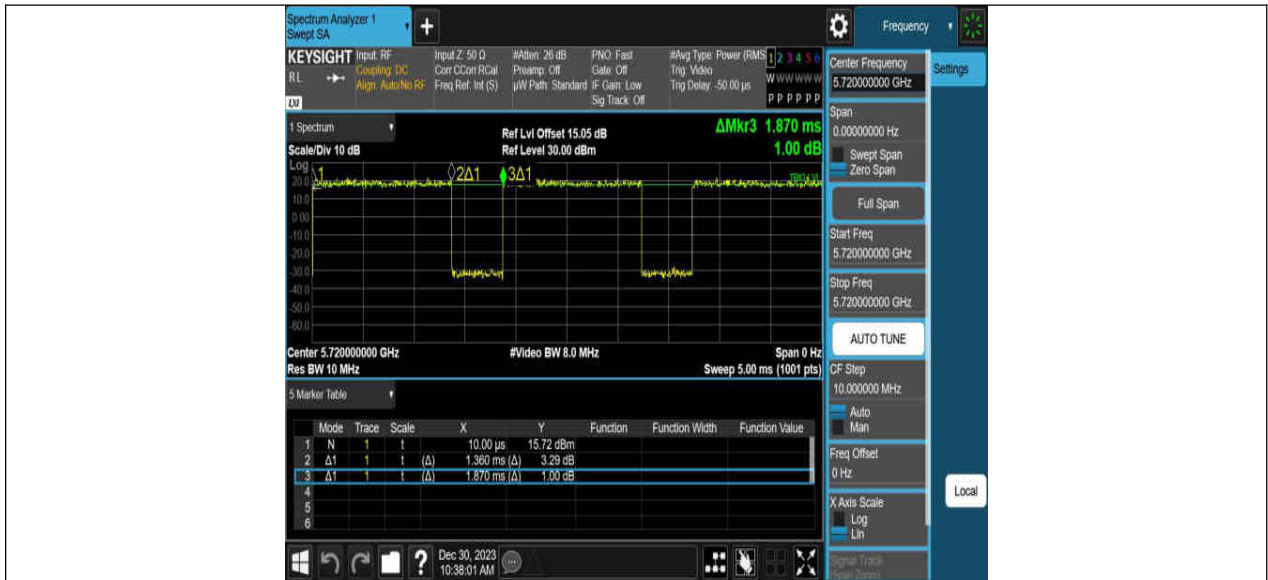 Spectrum Analyzer 1
Swept SA
+
Frequency
KEYSIGHT
RL
Input: RF
Coupling: DC
Align: Auto/No RF
Input Z: 50 Ω
Corr CCorr RCal
Freq Ref: Int (S)
#Atten: 26 dB
Preamp: Off
µW Path: Standard
PNO: Fast
Gate: Off
IF Gain: Low
Sig Track: Off
#Avg Type: Power (RMS
Trig: Video
Trig Delay: -50.00 µs
1 2 3 4 5 6
W W W W W W
P P P P P P
1 Spectrum
Scale/Div 10 dB
Ref Lvl Offset 15.05 dB
Ref Level 30.00 dBm
ΔMkr3 1.870 ms
1.00 dB
Log
1
2Δ1
3Δ1
20.0
10.0
0.00
-10.0
-20.0
-30.0
-40.0
-50.0
-60.0
Center 5.720000000 GHz
#Video BW 8.0 MHz
Span 0 Hz
Res BW 10 MHz
Sweep 5.00 ms (1001 pts)
5 Marker Table
Mode Trace Scale X Y Function Function Width Function Value
1 N 1 t 10.00 µs 15.72 dBm
2 Δ1 1 t (Δ) 1.360 ms (Δ) 3.29 dB
3 Δ1 1 t (Δ) 1.870 ms (Δ) 1.00 dB
4
5
6
?
Dec 30, 2023
10:38:01 AM
Center Frequency
5.720000000 GHz
Settings
Span
0.00000000 Hz
Swept Span
Zero Span
Full Span
Start Freq
5.720000000 GHz
Stop Freq
5.720000000 GHz
AUTO TUNE
CF Step
10.000000 MHz
Auto
Man
Freq Offset
0 Hz
X Axis Scale
Log
Lin
Signal Track
(Span Zoom)
Local